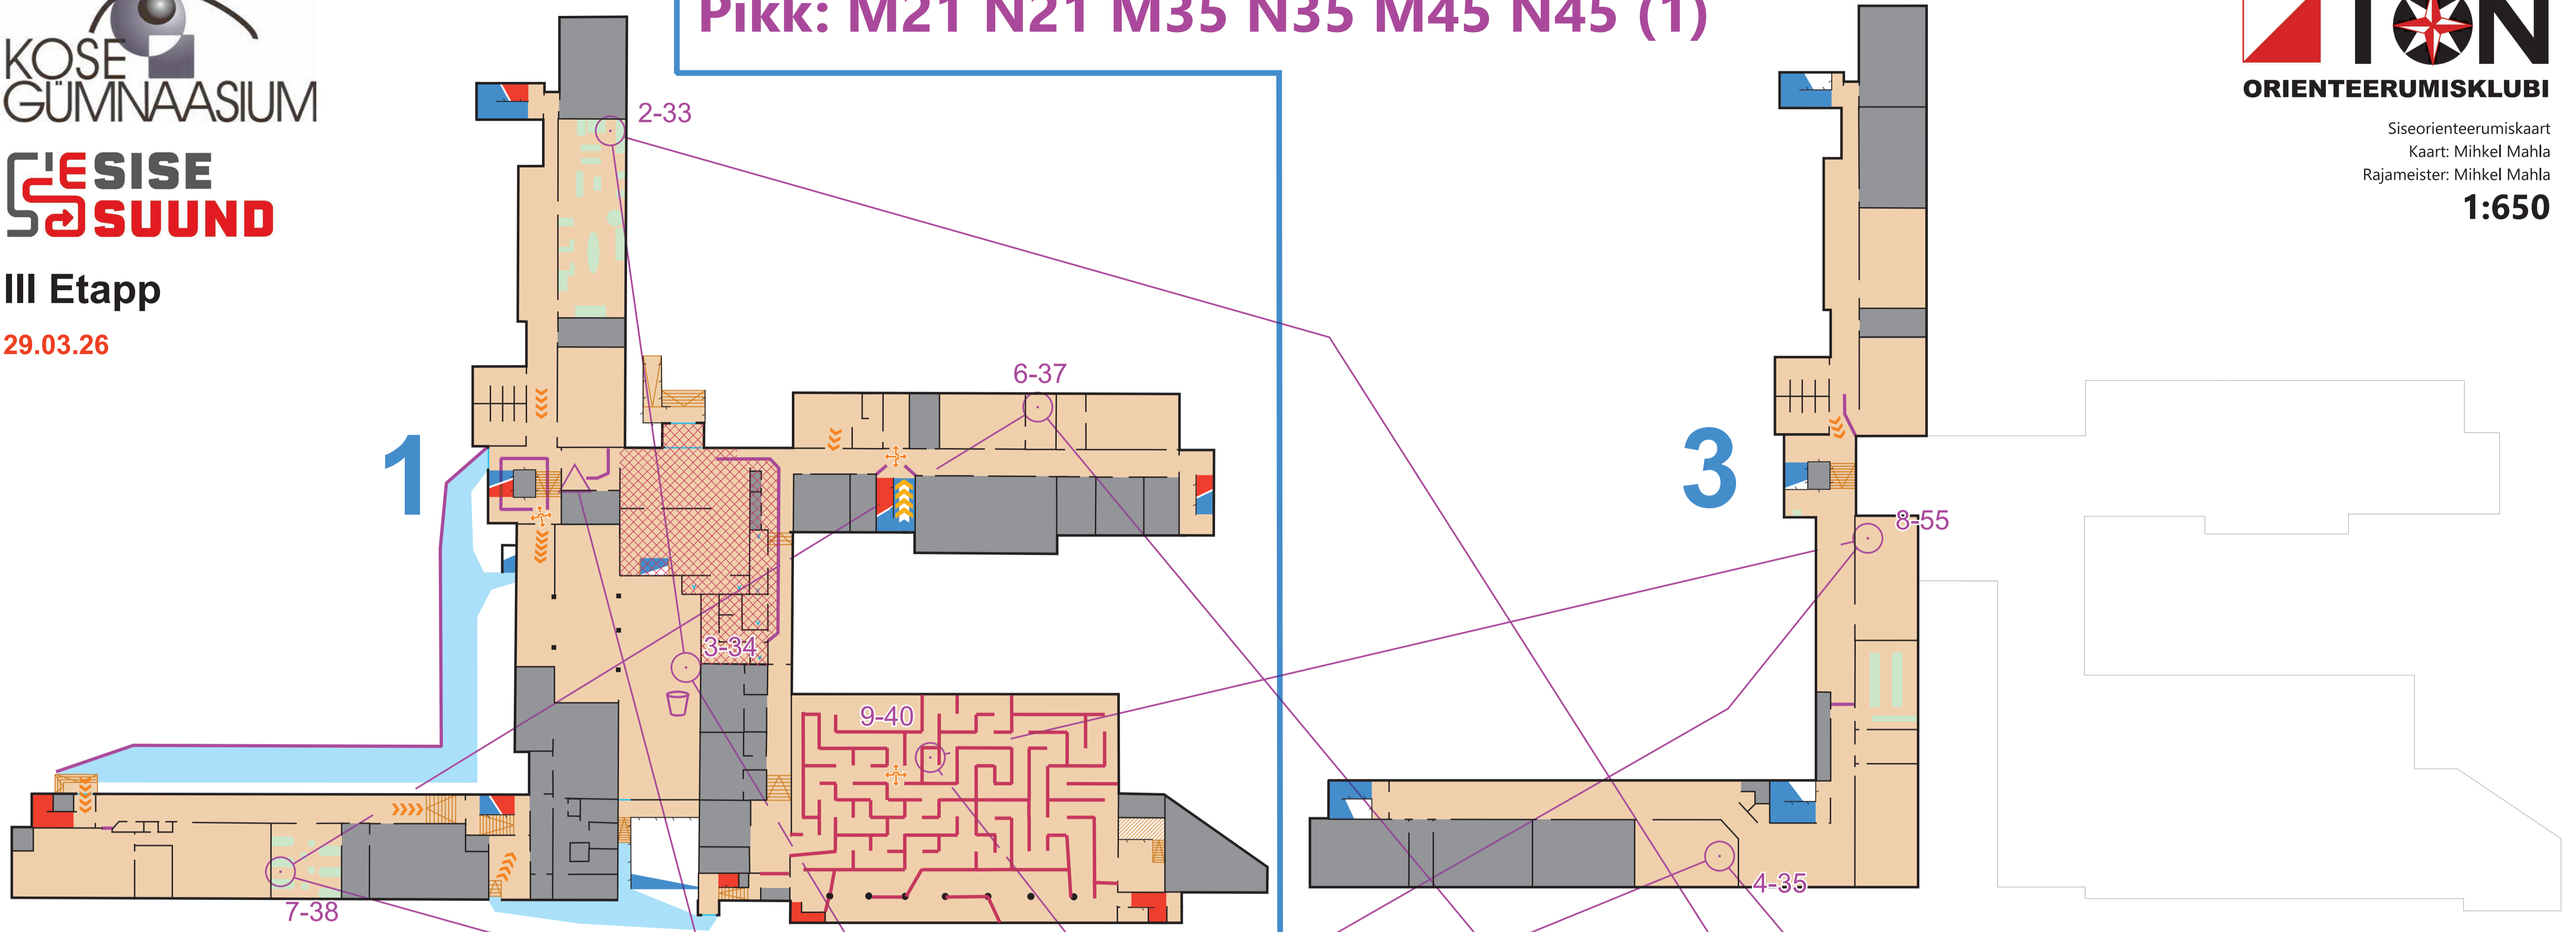 KOSE
GÜMNAASIUM
SISE
SUUND
III Etapp
29.03.26
Pikk: M21 N21 M35 N35 M45 N45 (1)
TON
ORIENTEERUMISKLUBI
Siseorienteerumiskaart
Kaart: Mihkel Mahla
Rajameister: Mihkel Mahla
1:650
2-33
6-37
1
3
8-55
3-34
9-40
4-35
7-38